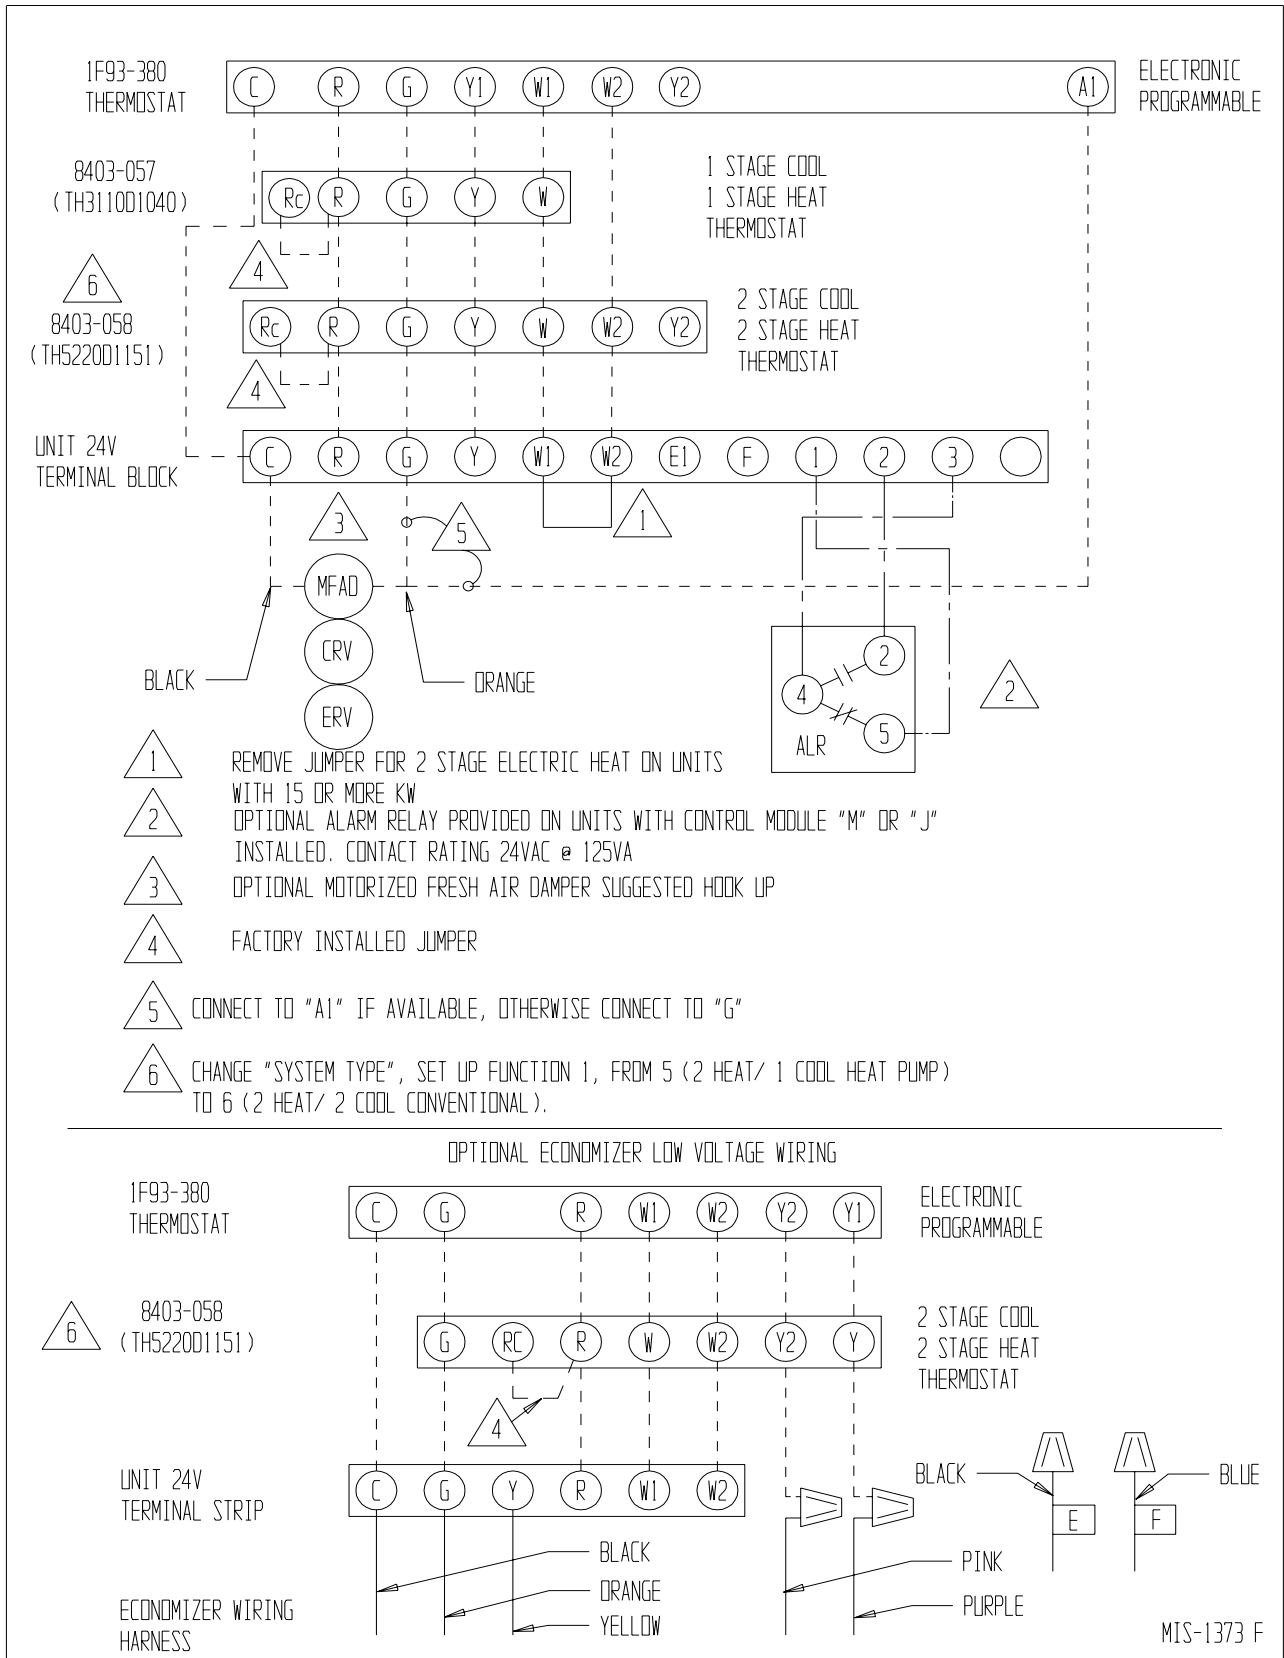 1F93-380
THERMOSTAT
C R G Y1 W1 W2 Y2 A1
ELECTRONIC
PROGRAMMABLE
8403-057
(TH3110D1040)
Rc R G Y W
1 STAGE COOL
1 STAGE HEAT
THERMOSTAT
4
6
8403-058
(TH5220D1151)
Rc R G Y W W2 Y2
2 STAGE COOL
2 STAGE HEAT
THERMOSTAT
4
UNIT 24V
TERMINAL BLOCK
C R G Y W1 W2 E1 F 1 2 3
3
5
1
MFAD
CRV
ERV
BLACK
ORANGE
2
4
5
ALR
2
1
REMOVE JUMPER FOR 2 STAGE ELECTRIC HEAT ON UNITS
WITH 15 OR MORE KW
2
OPTIONAL ALARM RELAY PROVIDED ON UNITS WITH CONTROL MODULE "M" OR "J"
INSTALLED. CONTACT RATING 24VAC @ 125VA
3
OPTIONAL MOTORIZED FRESH AIR DAMPER SUGGESTED HOOK UP
4
FACTORY INSTALLED JUMPER
5
CONNECT TO "A1" IF AVAILABLE, OTHERWISE CONNECT TO "G"
6
CHANGE "SYSTEM TYPE", SET UP FUNCTION 1, FROM 5 (2 HEAT/ 1 COOL HEAT PUMP)
TO 6 (2 HEAT/ 2 COOL CONVENTIONAL).
OPTIONAL ECONOMIZER LOW VOLTAGE WIRING
1F93-380
THERMOSTAT
C G R W1 W2 Y2 Y1
ELECTRONIC
PROGRAMMABLE
6
8403-058
(TH5220D1151)
G RC R W W2 Y2 Y
2 STAGE COOL
2 STAGE HEAT
THERMOSTAT
4
UNIT 24V
TERMINAL STRIP
C G Y R W1 W2
BLACK
BLUE
E
F
BLACK
ORANGE
YELLOW
PINK
PURPLE
ECONOMIZER WIRING
HARNESS
MIS-1373 F